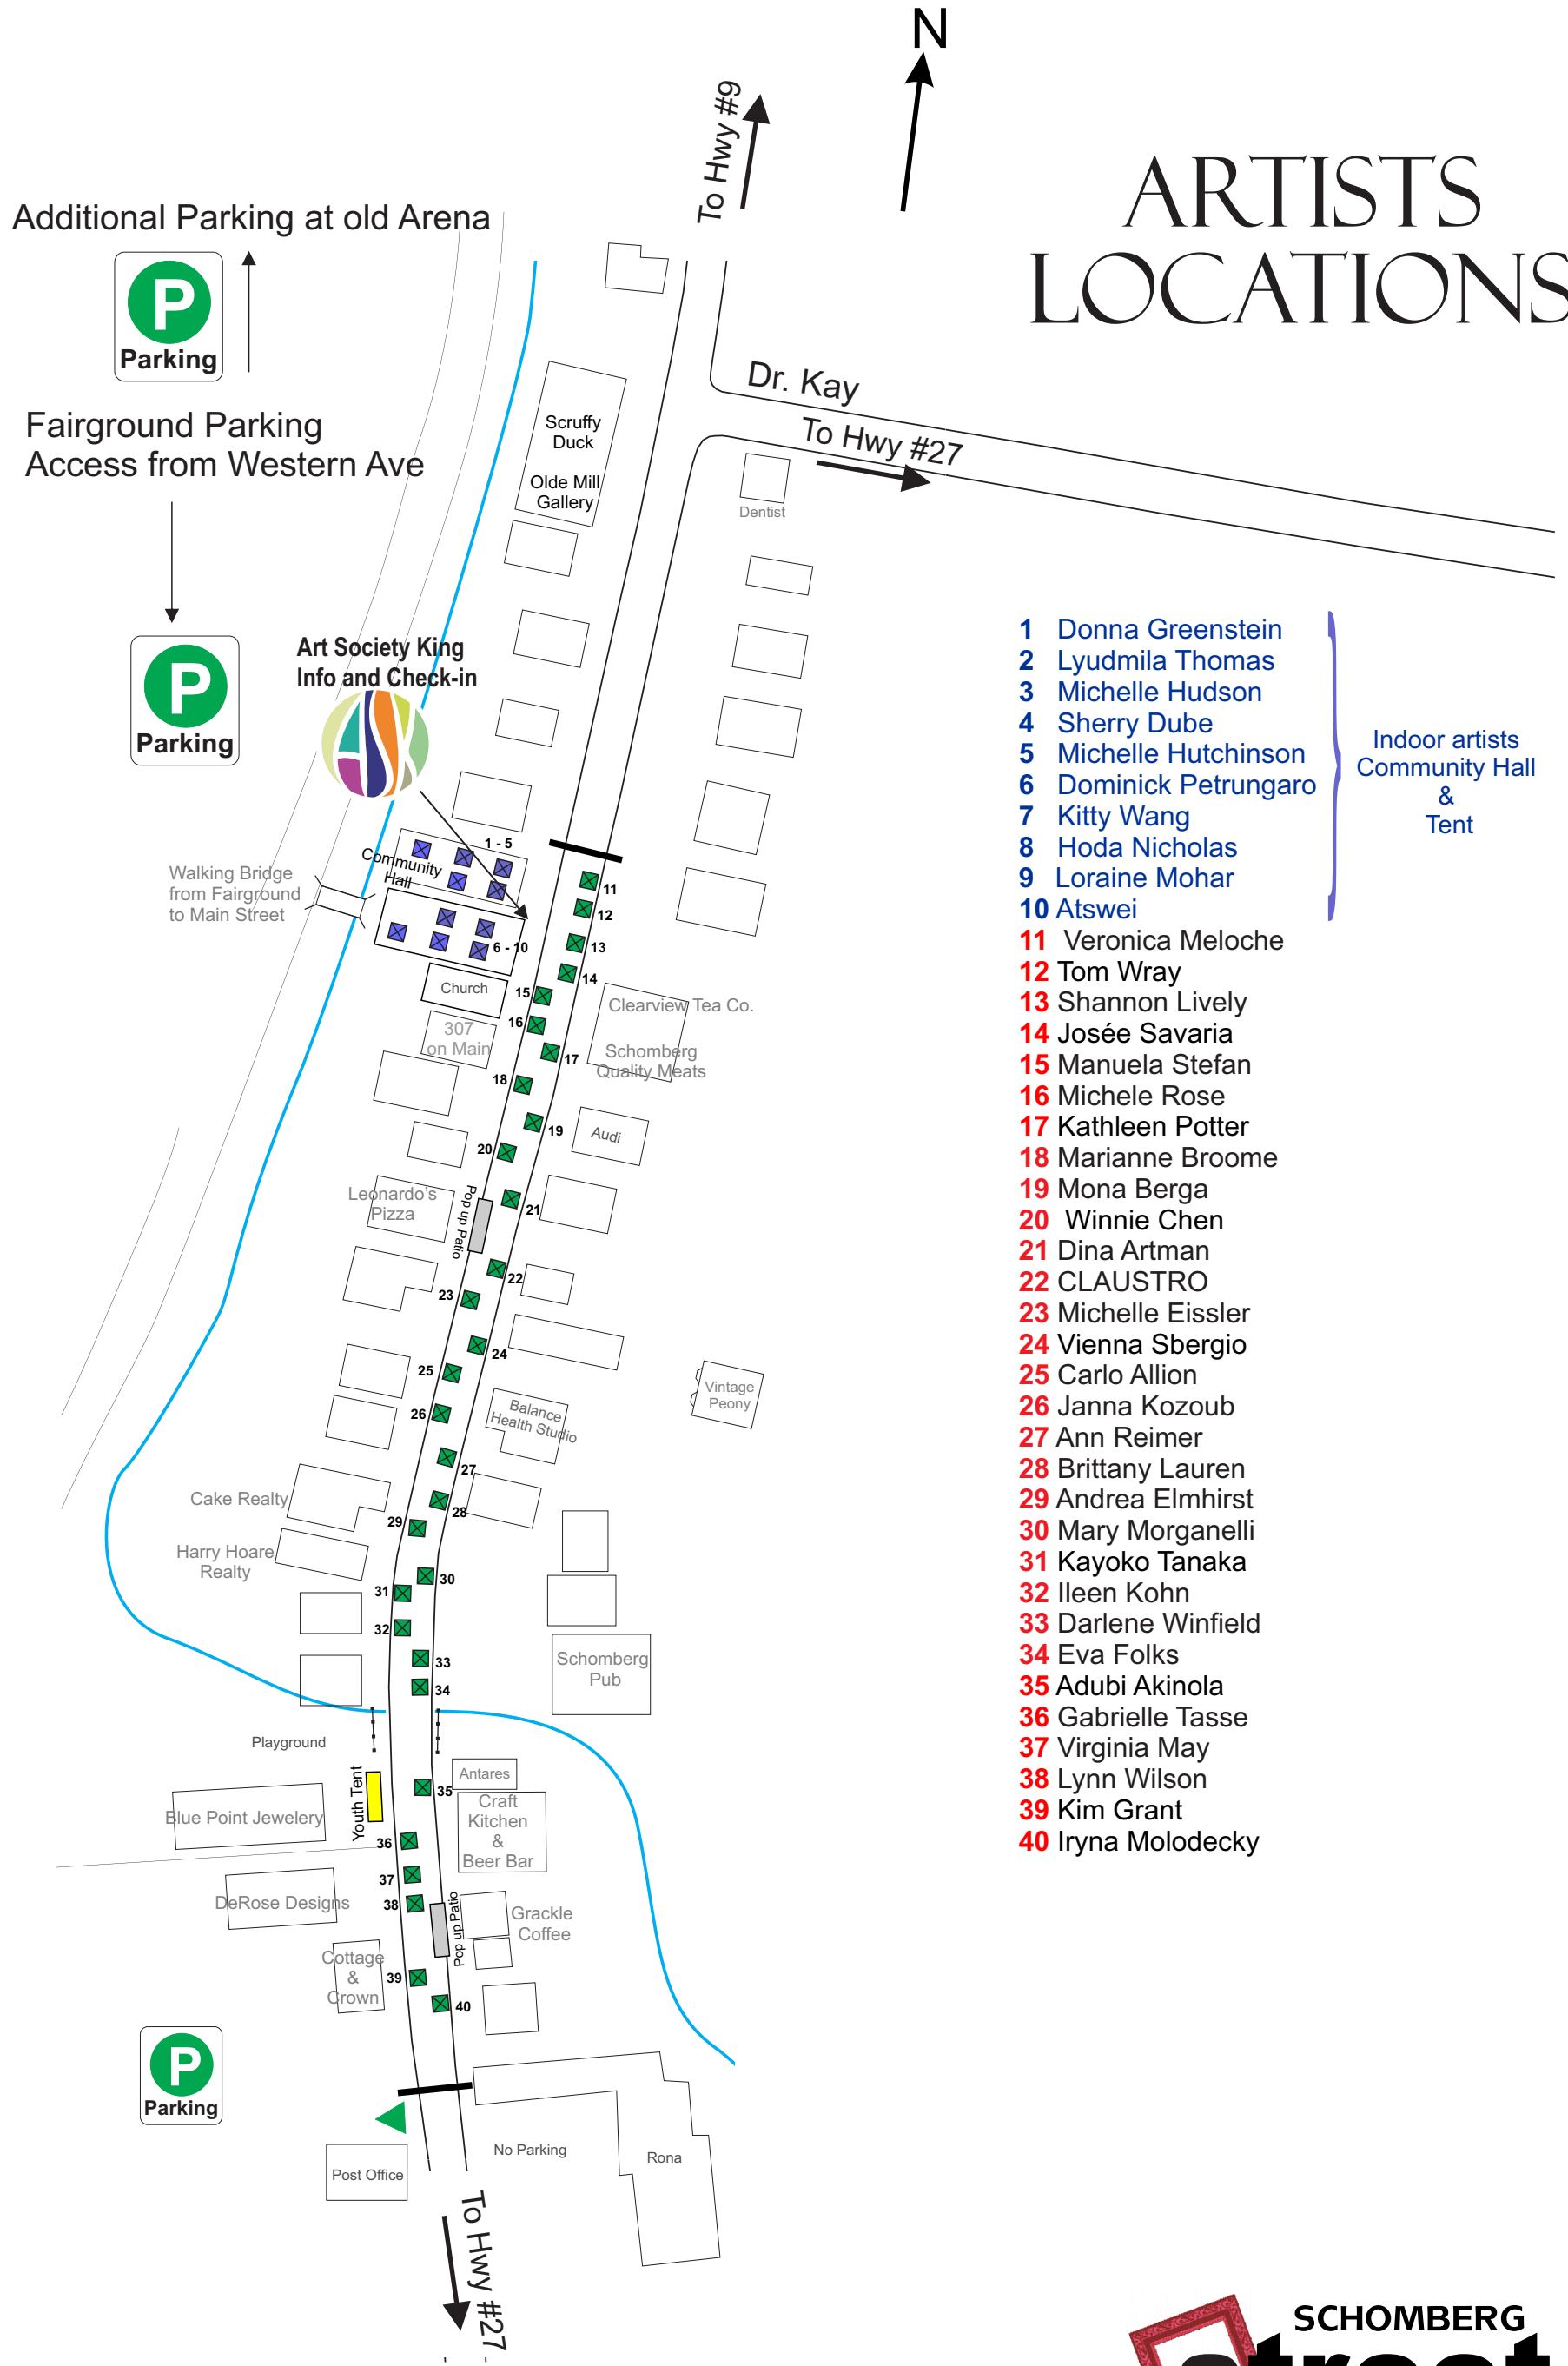 N
To Hwy #9
ARTISTS
LOCATIONS
Additional Parking at old Arena
P
Parking
Fairground Parking
Access from Western Ave
P
Parking
Dr. Kay
To Hwy #27
Scruffy
Duck
Olde Mill
Gallery
Dentist
Art Society King
Info and Check-in
1 - 5
Community
Hall
6 - 10
Walking Bridge
from Fairground
to Main Street
Church
307
on Main
Clearview Tea Co.
Schomberg
Quality Meats
Audi
Leonardo's
Pizza
Pop up Patio
11
12
13
14
15
16
17
18
19
20
21
22
23
24
25
26
27
28
29
30
31
32
33
34
35
36
37
38
39
40
Vintage
Peony
Balance
Health Studio
Cake Realty
Harry Hoare
Realty
Schomberg
Pub
Playground
Youth Tent
Antares
Craft
Kitchen
&
Beer Bar
Blue Point Jewelery
DeRose Designs
Pop up Patio
Grackle
Coffee
Cottage
&
Crown
P
Parking
Post Office
No Parking
Rona
To Hwy #27
1 Donna Greenstein
2 Lyudmila Thomas
3 Michelle Hudson
4 Sherry Dube
5 Michelle Hutchinson
6 Dominick Petrungaro
7 Kitty Wang
8 Hoda Nicholas
9 Loraine Mohar
10 Atswei
Indoor artists
Community Hall
&
Tent
11 Veronica Meloche
12 Tom Wray
13 Shannon Lively
14 Josée Savaria
15 Manuela Stefan
16 Michele Rose
17 Kathleen Potter
18 Marianne Broome
19 Mona Berga
20 Winnie Chen
21 Dina Artman
22 CLAUSTRO
23 Michelle Eissler
24 Vienna Sbergio
25 Carlo Allion
26 Janna Kozoub
27 Ann Reimer
28 Brittany Lauren
29 Andrea Elmhirst
30 Mary Morganelli
31 Kayoko Tanaka
32 Ileen Kohn
33 Darlene Winfield
34 Eva Folks
35 Adubi Akinola
36 Gabrielle Tasse
37 Virginia May
38 Lynn Wilson
39 Kim Grant
40 Iryna Molodecky
SCHOMBERG
street